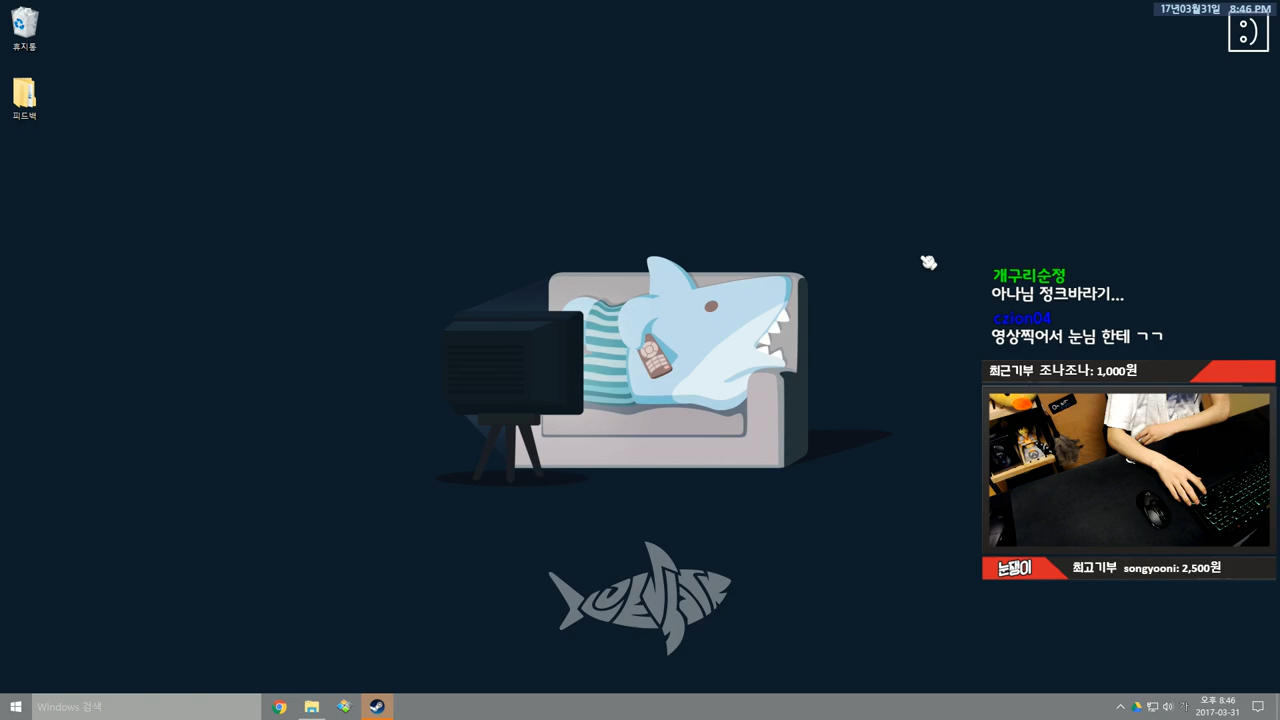 17년03월31일 8:46 PM
:)
휴지통
피드백
개구리순정
아나님 정크바라기...
czion04
영상찍어서 눈님 한테 ㄱㄱ
최근기부 조나조나: 1,000원
눈댕이 최고기부 songyooni: 2,500원
Windows 검색
가 오후 8:46
2017-03-31